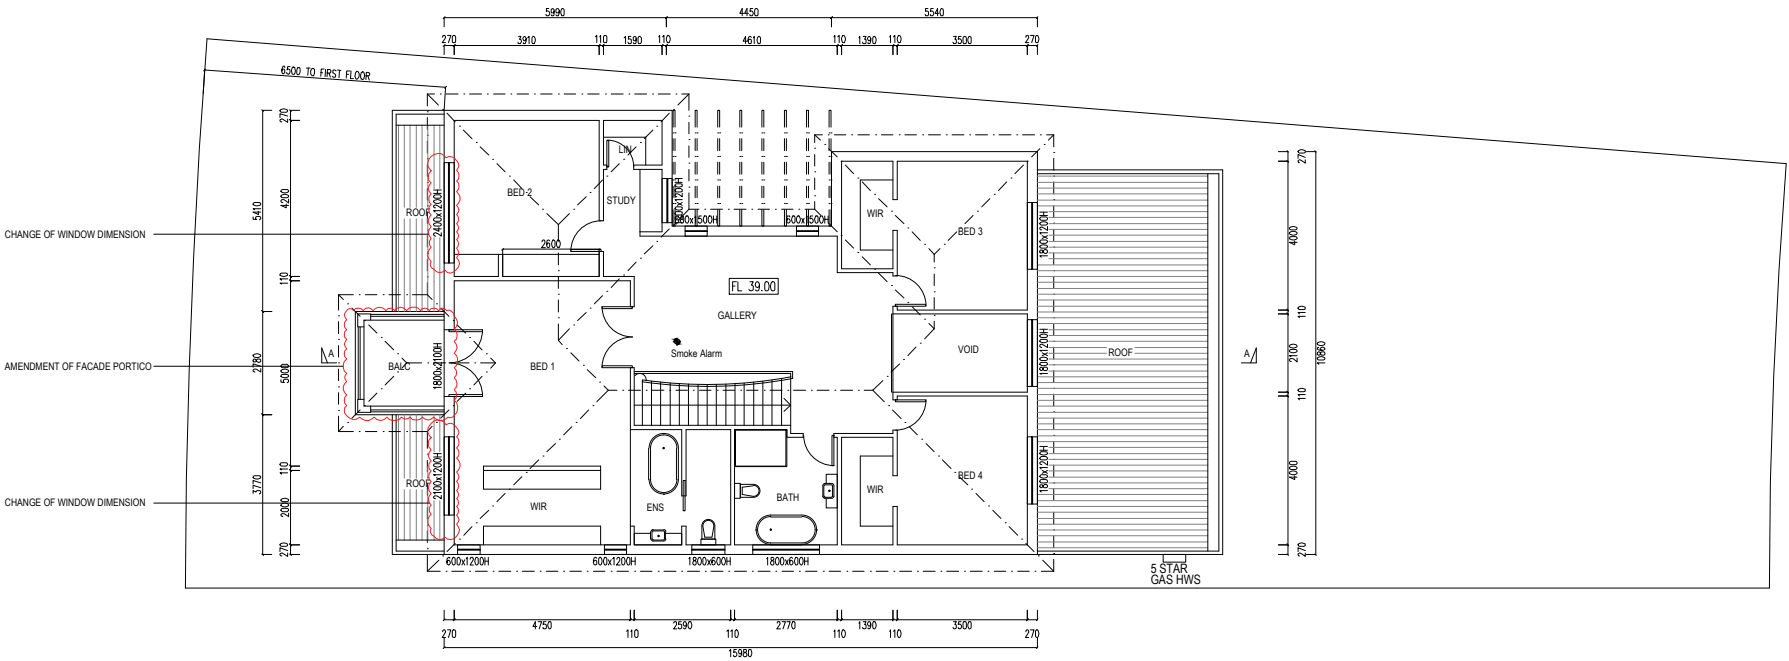 5990 4450 5540
270 3910 110 1590 110 4610 110 1390 110 3500 270
6500 TO FIRST FLOOR
270
270
LIN
BED 2
STUDY
4200
5410
2400x1200H
ROOF
WIR
BED 3
1800x1200H
4000
600x1500H
600x1500H
CHANGE OF WINDOW DIMENSION
2600
110
FL 39.00
GALLERY
110
Smoke Alarm
VOID
1800x1200H
ROOF
2100
10860
A
A
2780
5000
BALC
1800x2100H
BED 1
AMENDMENT OF FACADE PORTICO
110
110
3770
2000
ROOF
2100x1200H
BED 4
1800x1200H
4000
WIR
BATH
WIR
ENS
CHANGE OF WINDOW DIMENSION
270
270
600x1200H
600x1200H
1800x600H
1800x600H
5 STAR
GAS HWS
270 4750 110 2590 110 2770 110 1390 110 3500 270
15980